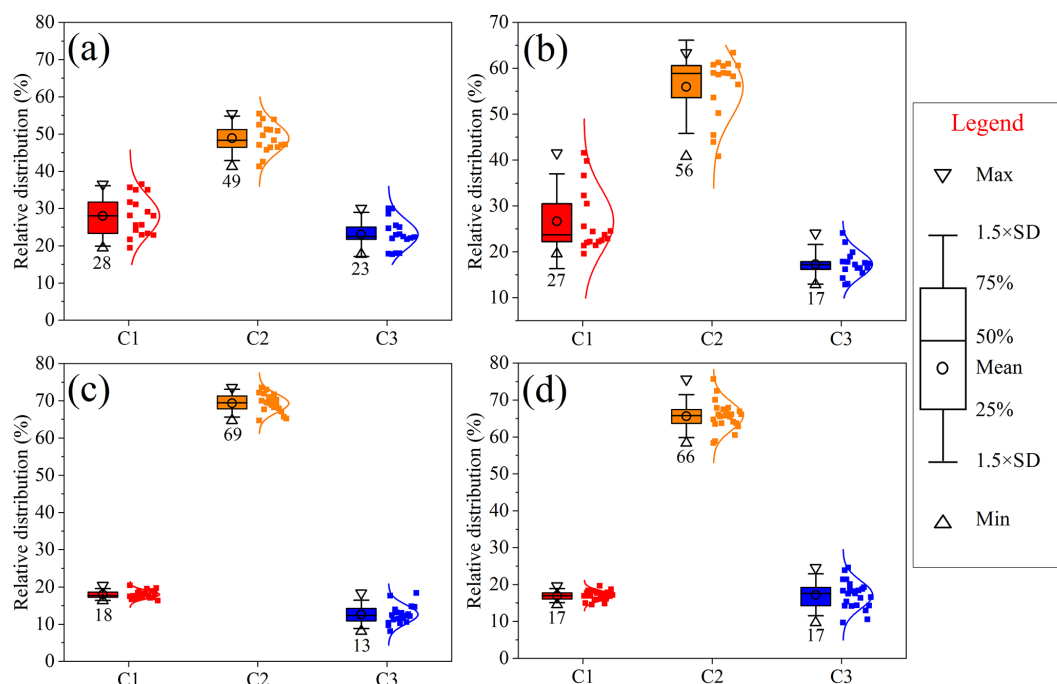 (a)
Relative distribution (%)
80
70
60
50
40
30
20
10
0
28
49
23
C1
C2
C3
(b)
Relative distribution (%)
70
60
50
40
30
20
10
27
56
17
C1
C2
C3
(c)
Relative distribution (%)
80
70
60
50
40
30
20
10
0
18
69
13
C1
C2
C3
(d)
Relative distribution (%)
80
70
60
50
40
30
20
10
0
17
66
17
C1
C2
C3
Legend
Max
1.5×SD
75%
50%
Mean
25%
1.5×SD
Min